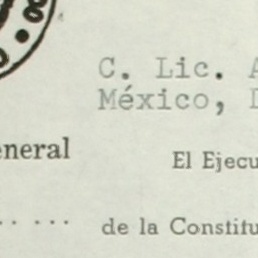 C. Lic.
México,
eneral
El Ejecu
de la Constitu